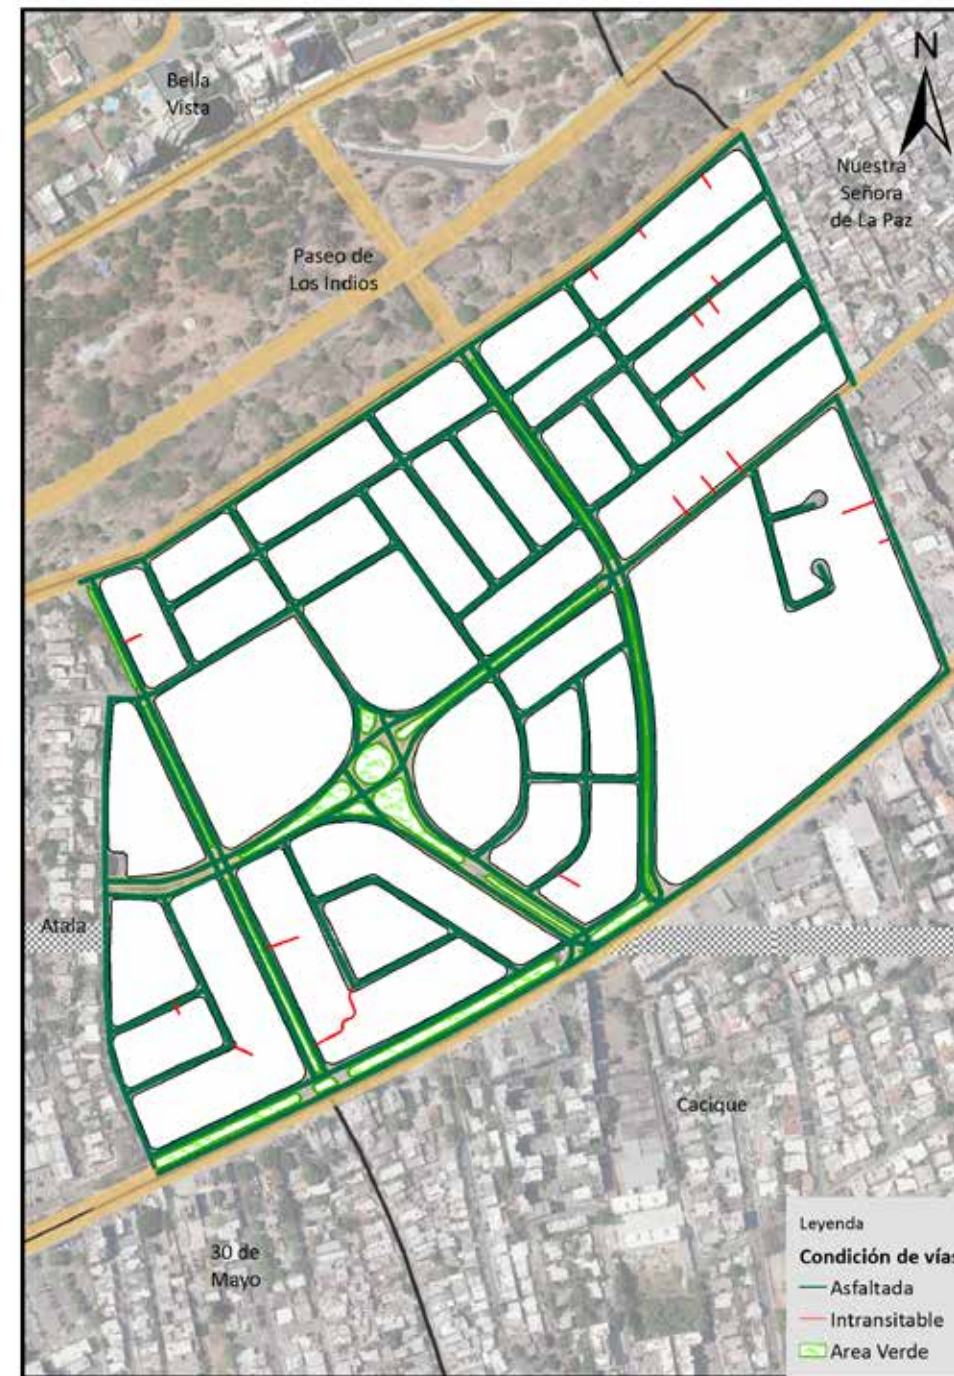 N
Bella
Vista
Nuestra
Señora
de La Paz
Paseo de
Los Indios
Atala
Cacique
30 de
Mayo
Leyenda
Condición de vías
Asfaltada
Intransitable
Area Verde